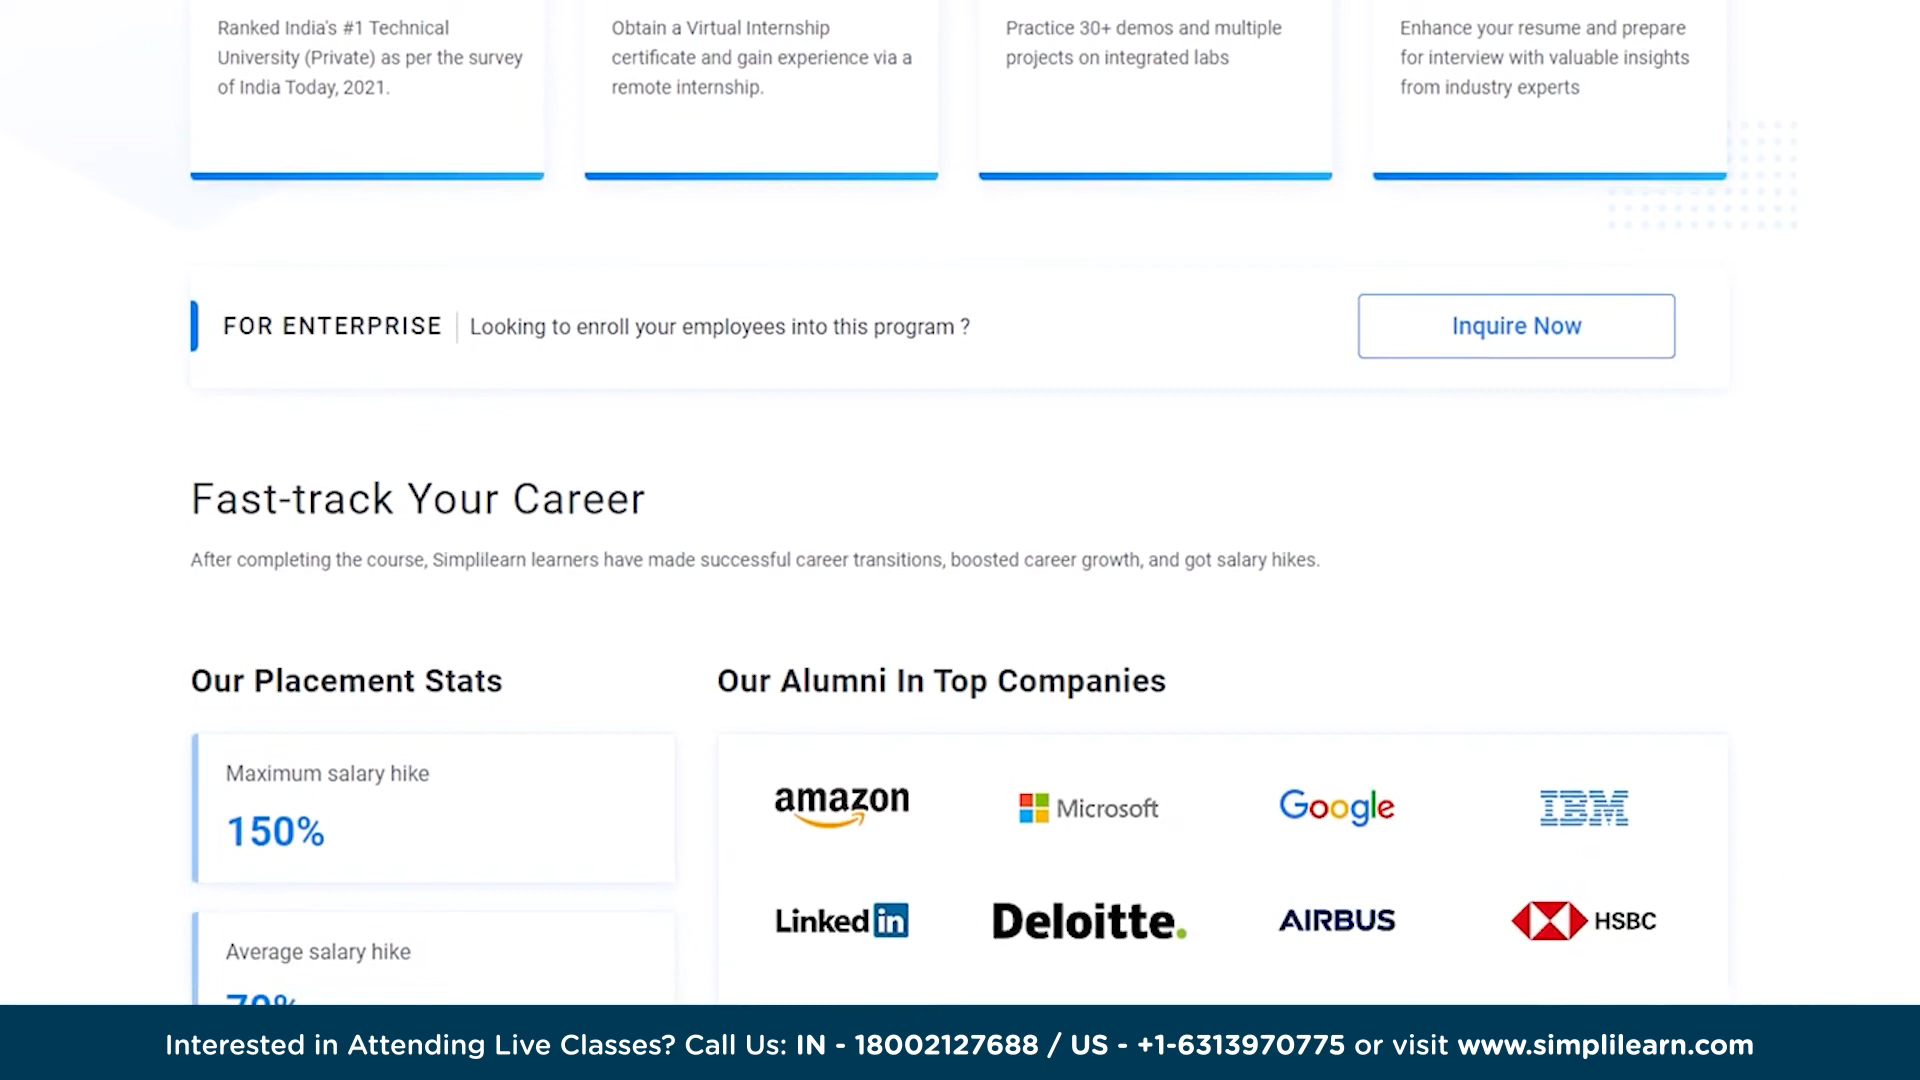 Ranked India's #1 Technical
University (Private) as per the survey
of India Today, 2021.
Obtain a Virtual Internship
certificate and gain experience via a
remote internship.
Practice 30+ demos and multiple
projects on integrated labs
Enhance your resume and prepare
for interview with valuable insights
from industry experts
FOR ENTERPRISE
Looking to enroll your employees into this program ?
Inquire Now
Fast-track Your Career
After completing the course, Simplilearn learners have made successful career transitions, boosted career growth, and got salary hikes.
Our Placement Stats
Maximum salary hike
150%
Average salary hike
Our Alumni In Top Companies
amazon
Microsoft
Google
IBM
Linked in
Deloitte.
AIRBUS
HSBC
Interested in Attending Live Classes? Call Us: IN - 18002127688 / US - +1-6313970775 or visit www.simplilearn.com